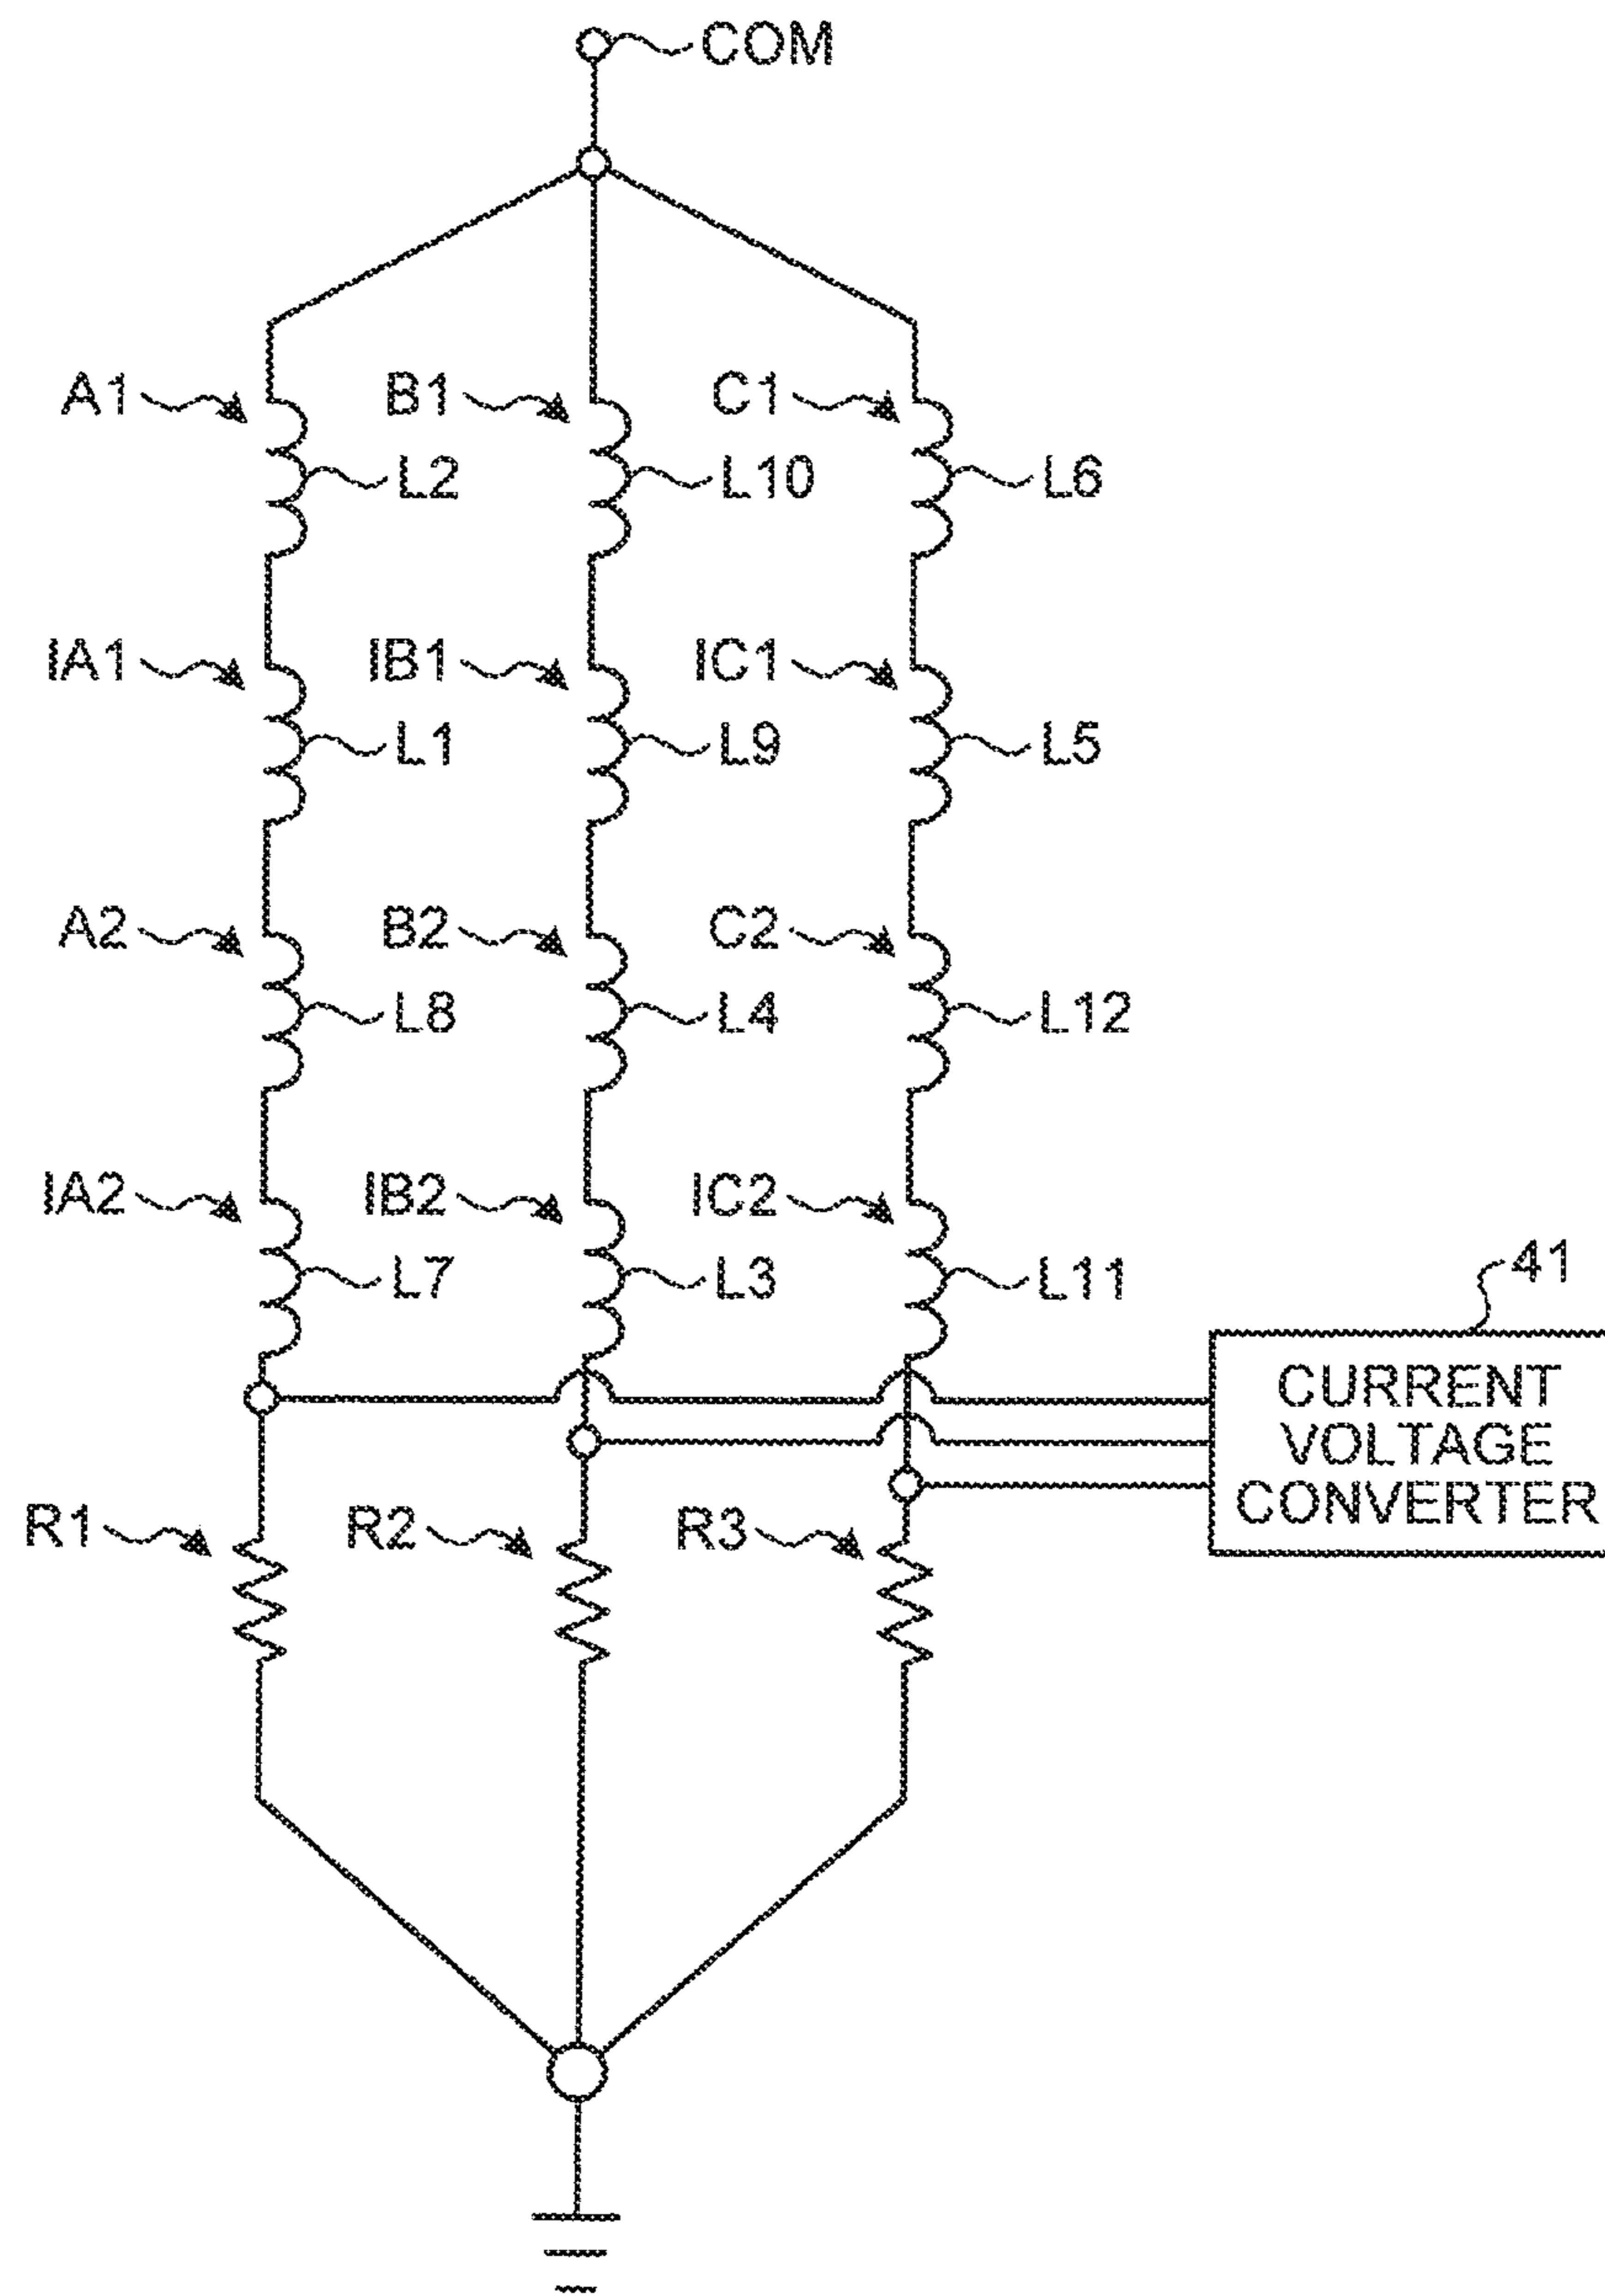 COM
A1
B1
C1
L2
L10
L6
IA1
IB1
IC1
L1
L9
L5
A2
B2
C2
L8
L4
L12
IA2
IB2
IC2
L7
L3
L11
41
CURRENT
VOLTAGE
CONVERTER
R1
R2
R3